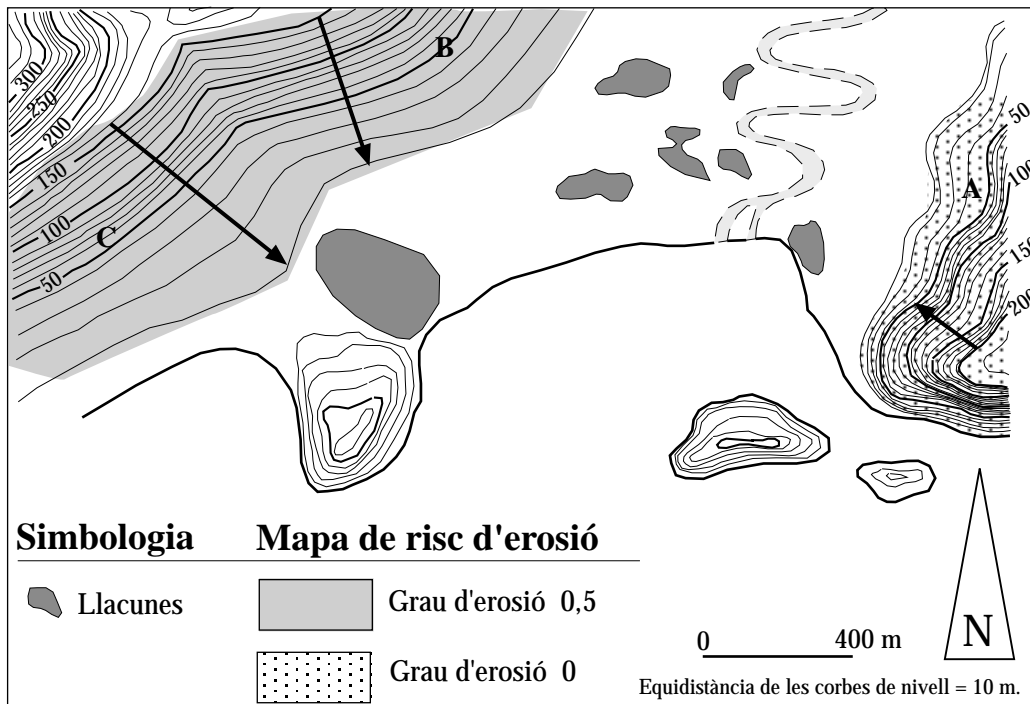 300
250
200
150
100
50
B
C
A
50
100
150
200
Simbologia
Llacunes
Mapa de risc d'erosió
Grau d'erosió 0,5
Grau d'erosió 0
0 400 m
Equidistància de les corbes de nivell = 10 m.
N